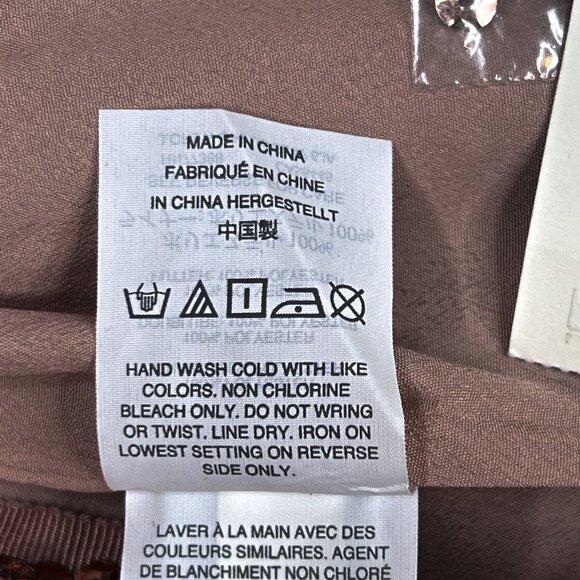 MADE IN CHINA
FABRIQUÉ EN CHINE
IN CHINA HERGESTELLT
中国製
HAND WASH COLD WITH LIKE
COLORS. NON CHLORINE
BLEACH ONLY. DO NOT WRING
OR TWIST. LINE DRY. IRON ON
LOWEST SETTING ON REVERSE
SIDE ONLY.
LAVER À LA MAIN AVEC DES
COULEURS SIMILAIRES. AGENT
DE BLANCHIMENT NON CHLORÉ